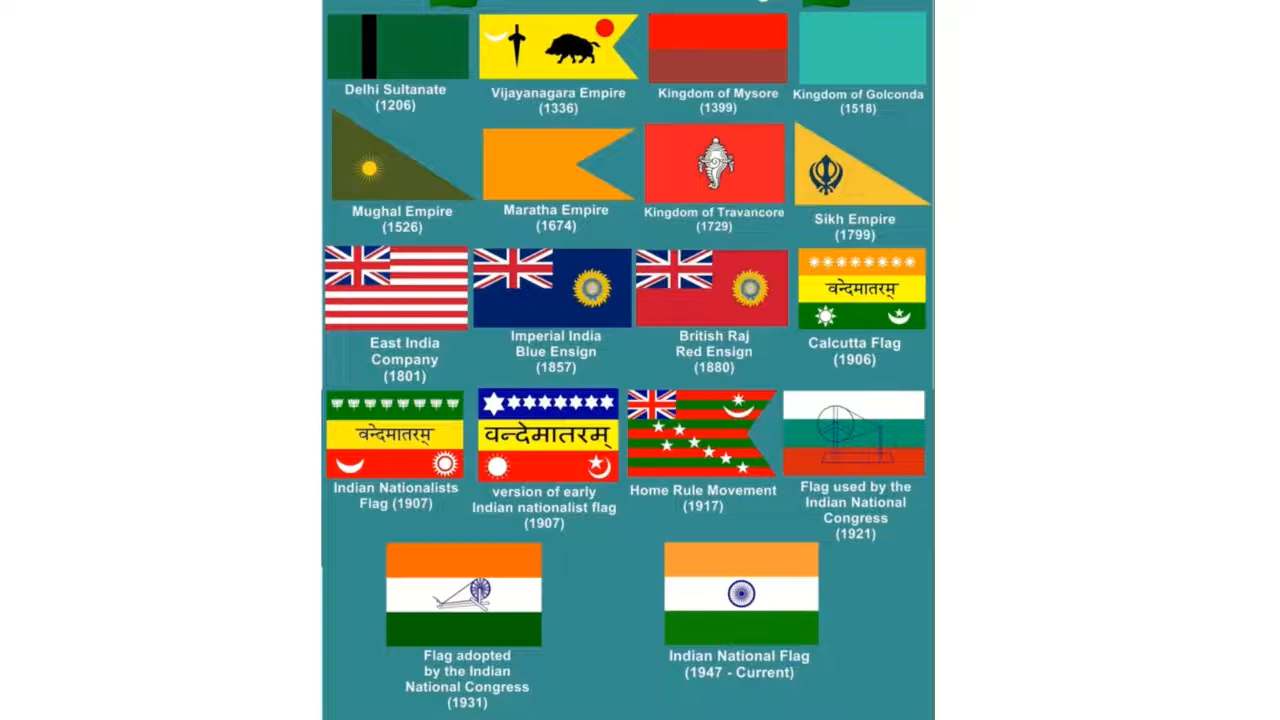 Delhi Sultanate
(1206)
Vijayanagara Empire
(1336)
Kingdom of Mysore
(1399)
Kingdom of Golconda
(1518)
Mughal Empire
(1526)
Maratha Empire
(1674)
Kingdom of Travancore
(1729)
Sikh Empire
(1799)
वन्देमातरम्
East India
Company
(1801)
Imperial India
Blue Ensign
(1857)
British Raj
Red Ensign
(1880)
Calcutta Flag
(1906)
वन्देमातरम्
वन्देमातरम्
Indian Nationalists
Flag (1907)
version of early
Indian nationalist flag
(1907)
Home Rule Movement
(1917)
Flag used by the
Indian National
Congress
(1921)
Flag adopted
by the Indian
National Congress
(1931)
Indian National Flag
(1947 - Current)